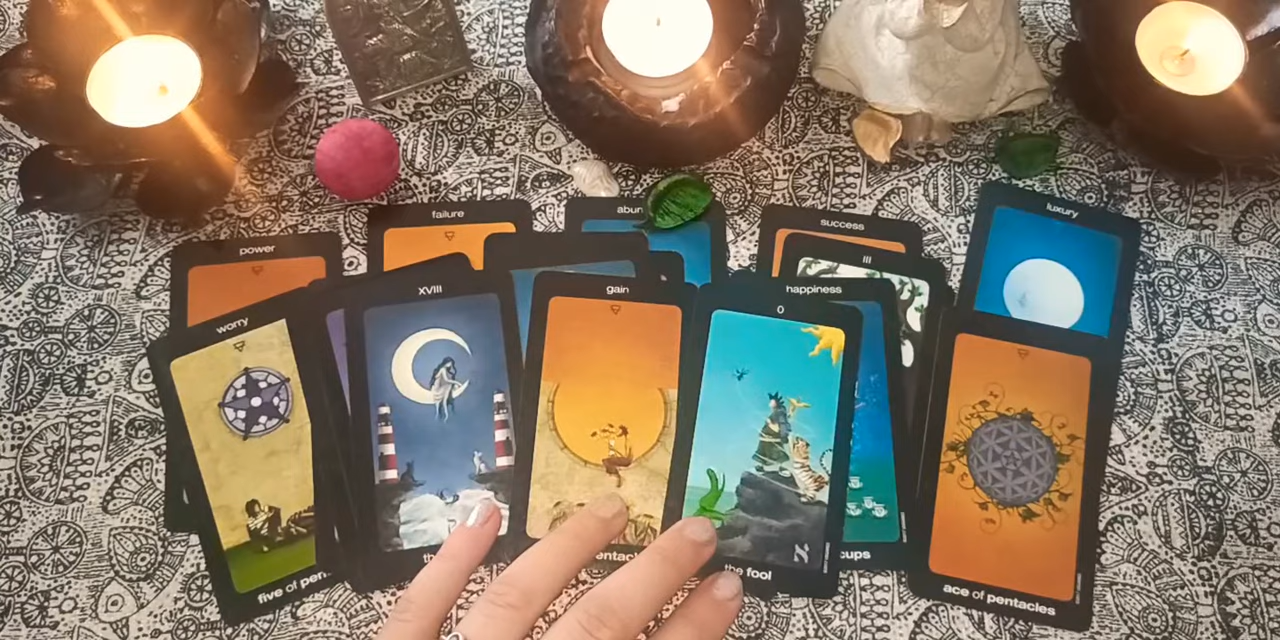 failure
abun
success
luxury
power
III
XVIII
gain
happiness
worry
0
five of pen
the fool
cups
ace of pentacles